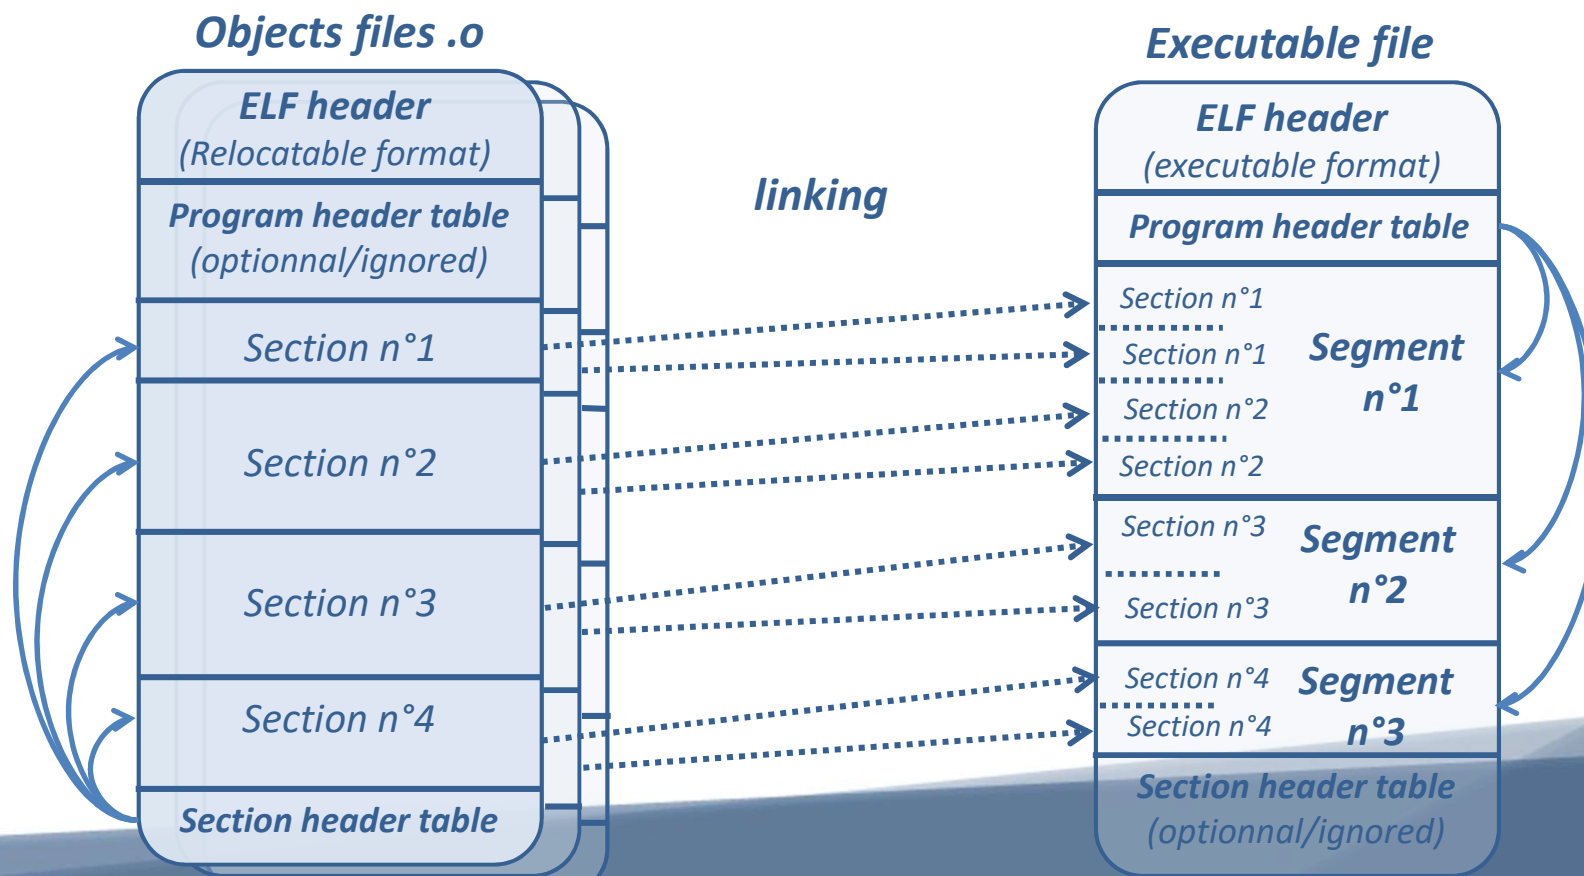 Objects files .o
ELF header
(Relocatable format)
Program header table
(optionnal/ignored)
Section n°1
Section n°2
Section n°3
Section n°4
Section header table
linking
Executable file
ELF header
(executable format)
Program header table
Section n°1
Section n°1
Section n°2
Section n°2
Segment
n°1
Section n°3
Section n°3
Segment
n°2
Section n°4
Section n°4
Segment
n°3
Section header table
(optionnal/ignored)